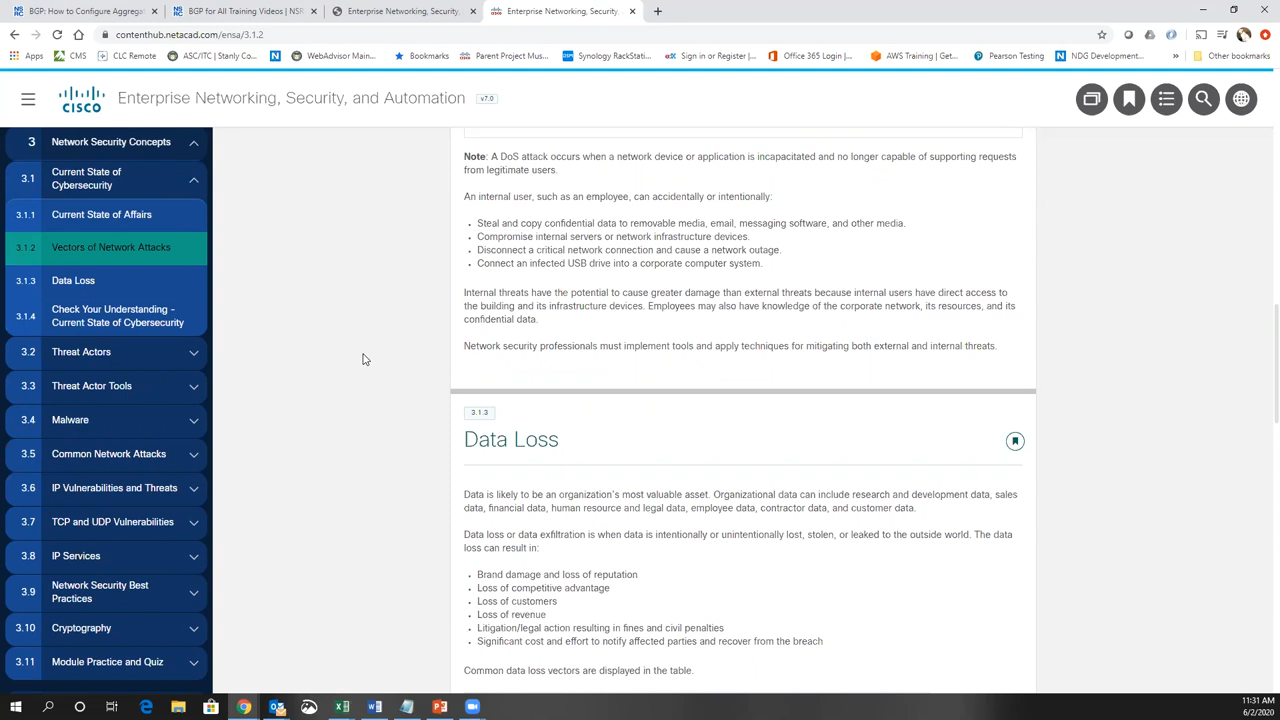 BGP: How to Configure Aggregat
BGP for All Training Videos | NSR
Enterprise Networking, Security,
Enterprise Networking, Security,
contenthub.netacad.com/ensa/3.1.2
Apps
CMS
CLC Remote
ASC/ITC | Stanly Co...
WebAdvisor Main...
Bookmarks
Parent Project Mus...
Synology RackStati...
Sign in or Register |...
Office 365 Login |...
AWS Training | Get...
Pearson Testing
NDG Development...
»
Other bookmarks
CISCO
Enterprise Networking, Security, and Automation
v7.0
3 Network Security Concepts
3.1 Current State of
Cybersecurity
3.1.1 Current State of Affairs
3.1.2 Vectors of Network Attacks
3.1.3 Data Loss
3.1.4 Check Your Understanding -
Current State of Cybersecurity
3.2 Threat Actors
3.3 Threat Actor Tools
3.4 Malware
3.5 Common Network Attacks
3.6 IP Vulnerabilities and Threats
3.7 TCP and UDP Vulnerabilities
3.8 IP Services
3.9 Network Security Best
Practices
3.10 Cryptography
3.11 Module Practice and Quiz
Note: A DoS attack occurs when a network device or application is incapacitated and no longer capable of supporting requests
from legitimate users.
An internal user, such as an employee, can accidentally or intentionally:
• Steal and copy confidential data to removable media, email, messaging software, and other media.
• Compromise internal servers or network infrastructure devices.
• Disconnect a critical network connection and cause a network outage.
• Connect an infected USB drive into a corporate computer system.
Internal threats have the potential to cause greater damage than external threats because internal users have direct access to
the building and its infrastructure devices. Employees may also have knowledge of the corporate network, its resources, and its
confidential data.
Network security professionals must implement tools and apply techniques for mitigating both external and internal threats.
3.1.3
Data Loss
Data is likely to be an organization's most valuable asset. Organizational data can include research and development data, sales
data, financial data, human resource and legal data, employee data, contractor data, and customer data.
Data loss or data exfiltration is when data is intentionally or unintentionally lost, stolen, or leaked to the outside world. The data
loss can result in:
• Brand damage and loss of reputation
• Loss of competitive advantage
• Loss of customers
• Loss of revenue
• Litigation/legal action resulting in fines and civil penalties
• Significant cost and effort to notify affected parties and recover from the breach
Common data loss vectors are displayed in the table.
11:31 AM
6/2/2020